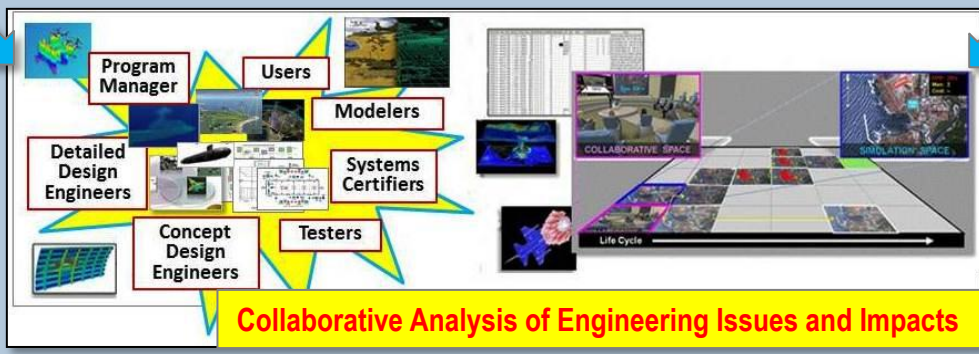 Program
Manager
Users
Modelers
Detailed
Design
Engineers
Systems
Certifiers
Concept
Design
Engineers
Testers
COLLABORATIVE SPACE
SIMULATION SPACE
Life Cycle
Collaborative Analysis of Engineering Issues and Impacts